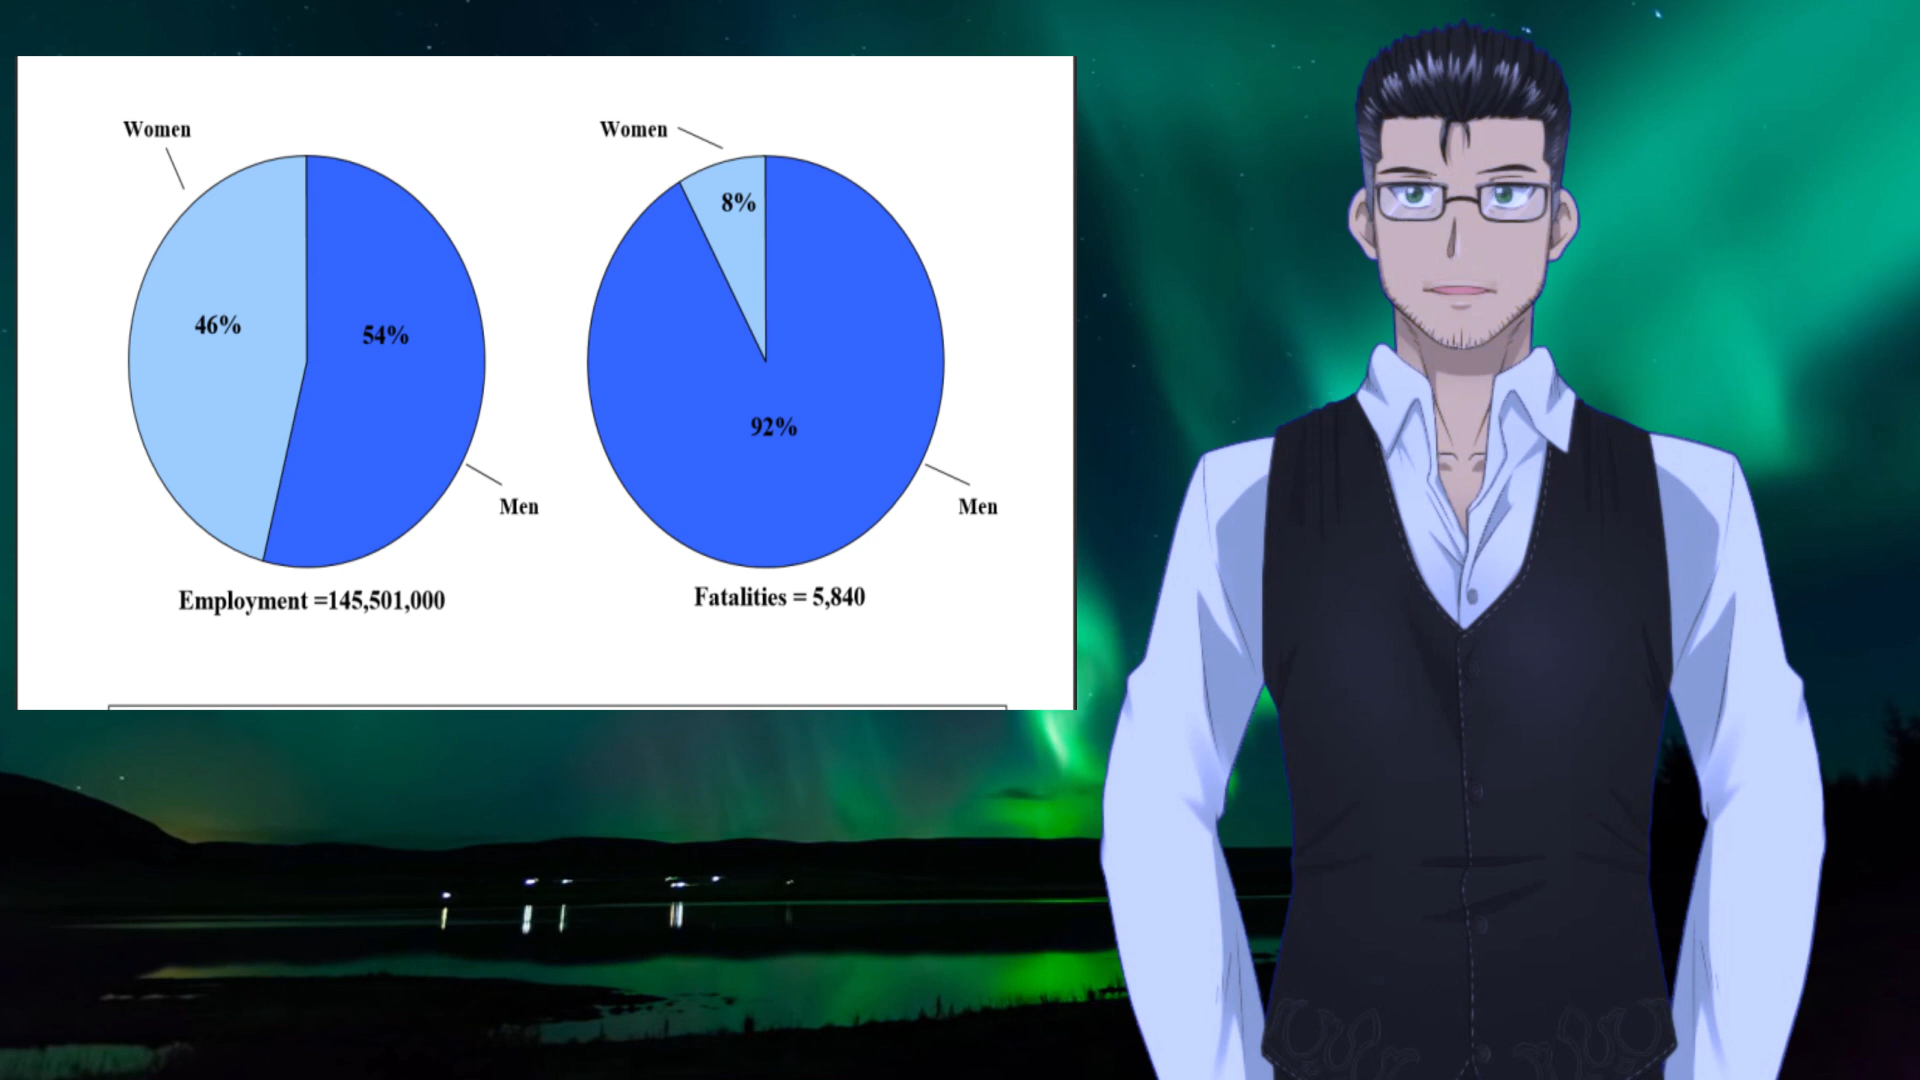 Women
46%
54%
Men
Employment =145,501,000
Women
8%
92%
Men
Fatalities = 5,840